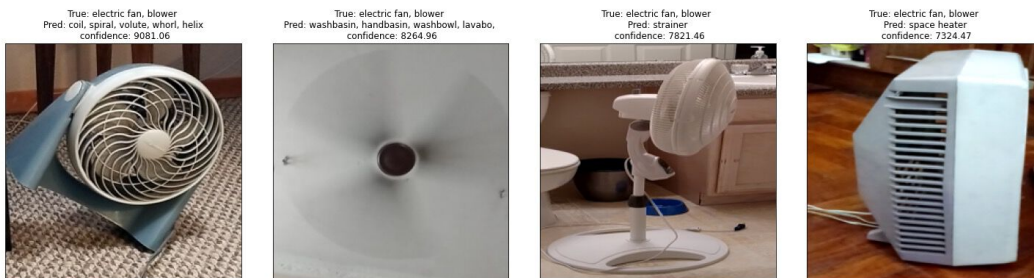 True: electric fan, blower
Pred: coil, spiral, volute, whorl, helix
confidence: 9081.06
True: electric fan, blower
Pred: washbasin, handbasin, washbowl, lavabo,
confidence: 8264.96
True: electric fan, blower
Pred: strainer
confidence: 7821.46
True: electric fan, blower
Pred: space heater
confidence: 7324.47